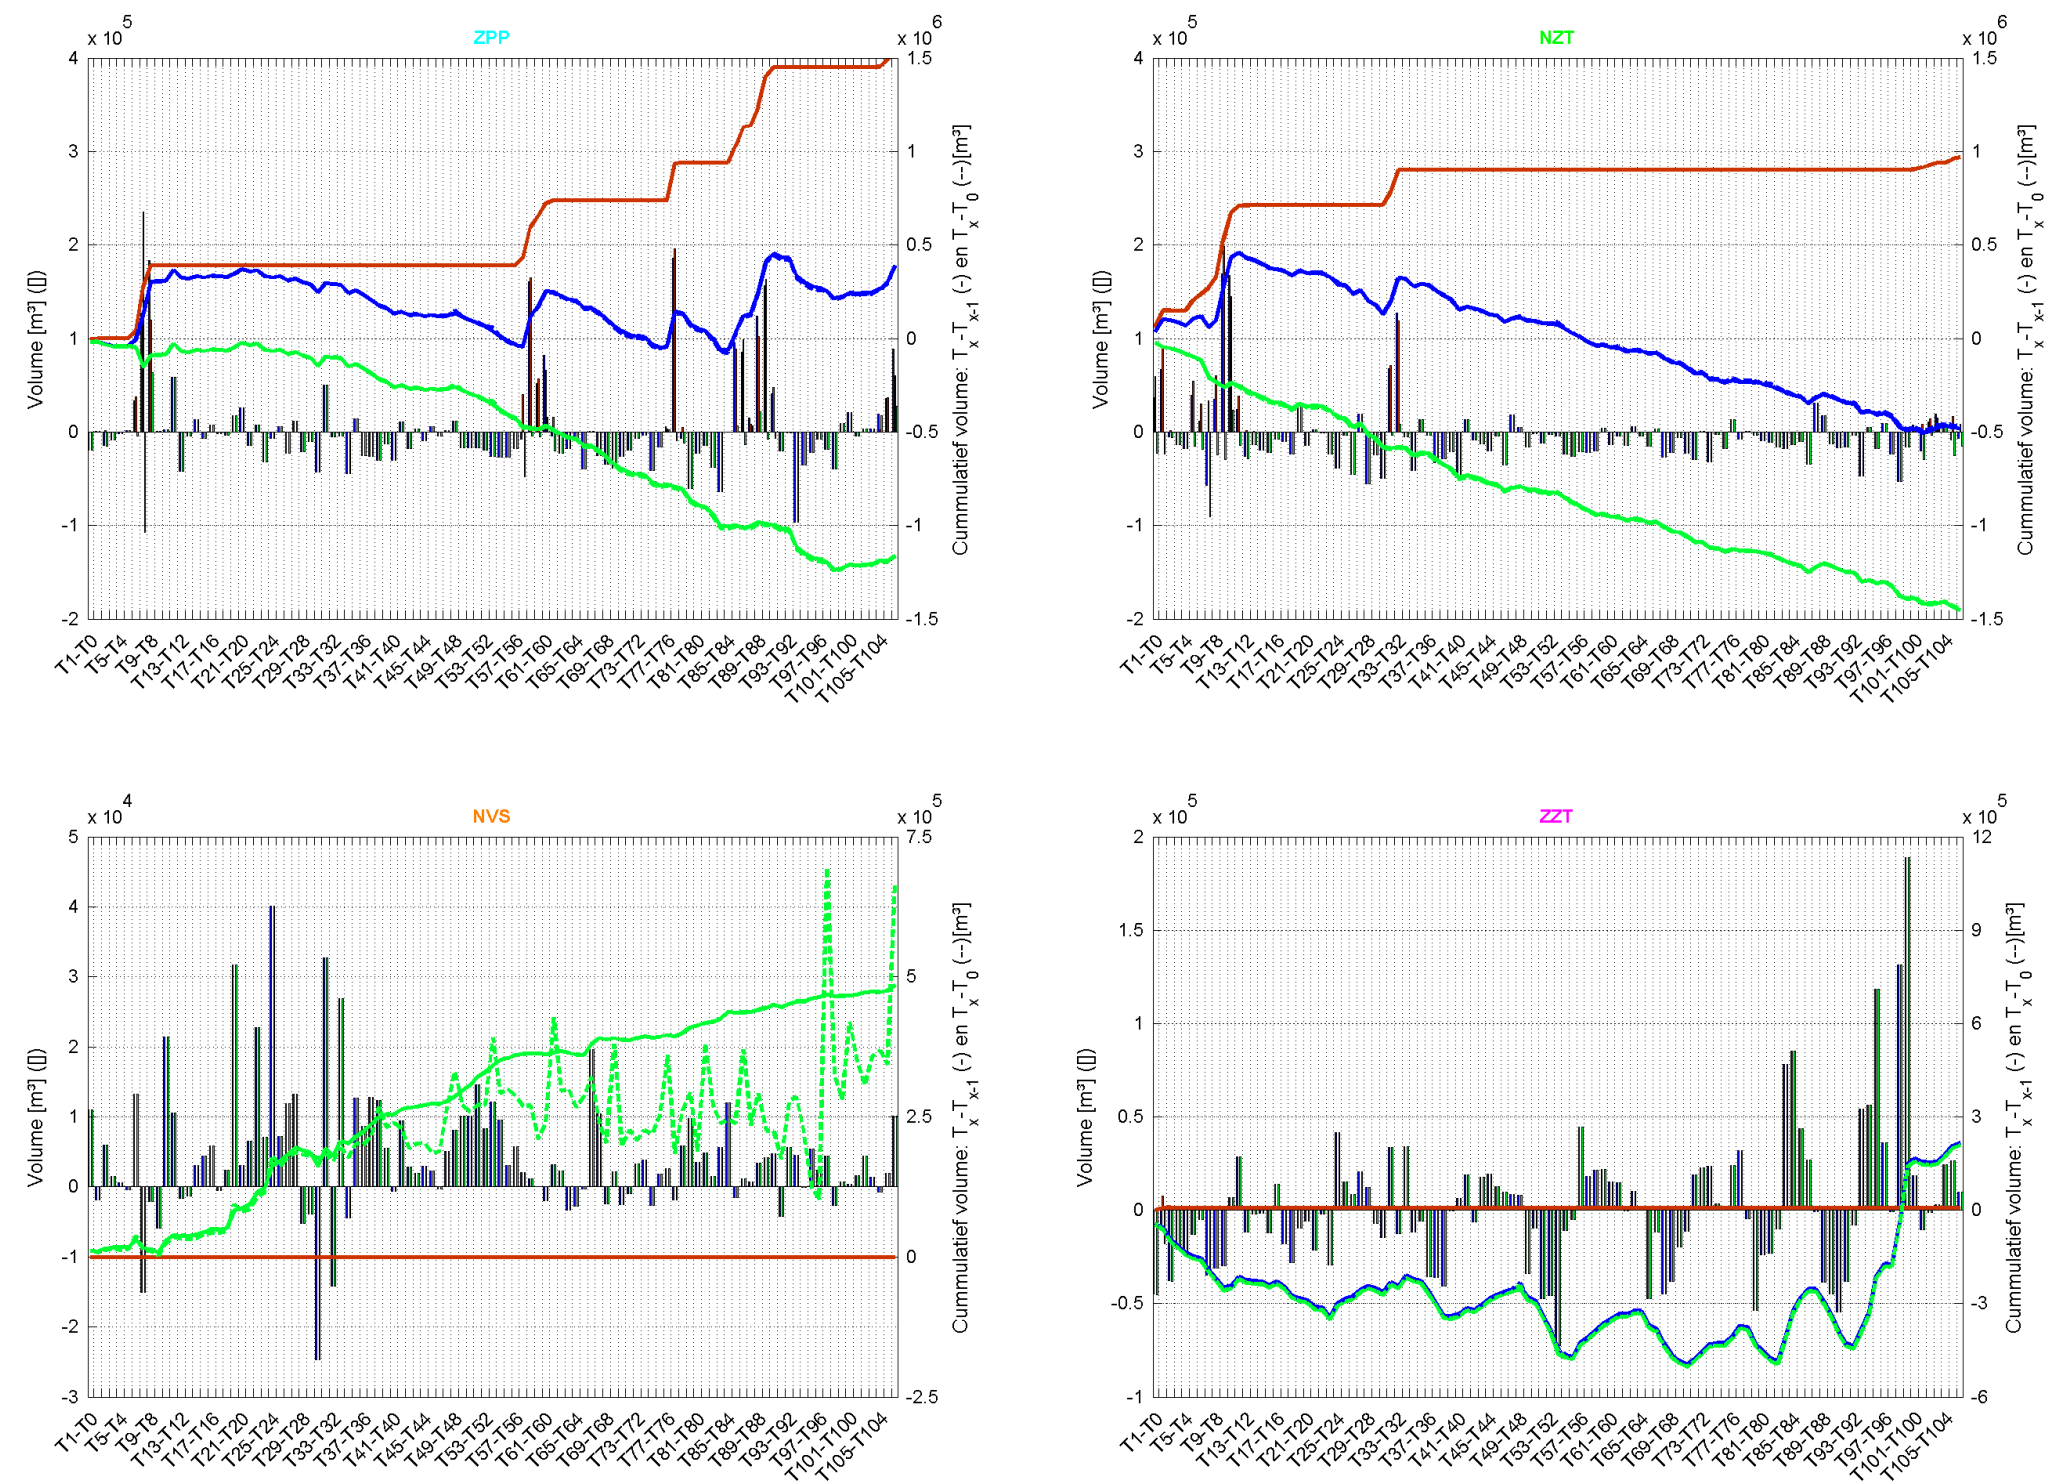 ZPP
x 10^5
x 10^6
4
3
2
1
0
-1
-2
1.5
1
0.5
0
-0.5
-1
-1.5
Volume [m³] ([])
Cummulatief volume: T_x-T_x-1 (-) en T_x-T_0 (--)[m³]
T1-T0
T5-T4
T9-T8
T13-T12
T17-T16
T21-T20
T25-T24
T29-T28
T33-T32
T37-T36
T41-T40
T45-T44
T49-T48
T53-T52
T57-T56
T61-T60
T65-T64
T69-T68
T73-T72
T77-T76
T81-T80
T85-T84
T89-T88
T93-T92
T97-T96
T101-T100
T105-T104
NZT
x 10^5
x 10^6
4
3
2
1
0
-1
-2
1.5
1
0.5
0
-0.5
-1
-1.5
Volume [m³] ([])
Cummulatief volume: T_x-T_x-1 (-) en T_x-T_0 (--)[m³]
T1-T0
T5-T4
T9-T8
T13-T12
T17-T16
T21-T20
T25-T24
T29-T28
T33-T32
T37-T36
T41-T40
T45-T44
T49-T48
T53-T52
T57-T56
T61-T60
T65-T64
T69-T68
T73-T72
T77-T76
T81-T80
T85-T84
T89-T88
T93-T92
T97-T96
T101-T100
T105-T104
NVS
x 10^4
x 10^5
5
4
3
2
1
0
-1
-2
-3
7.5
5
2.5
0
-2.5
Volume [m³] ([])
Cummulatief volume: T_x-T_x-1 (-) en T_x-T_0 (--)[m³]
T1-T0
T5-T4
T9-T8
T13-T12
T17-T16
T21-T20
T25-T24
T29-T28
T33-T32
T37-T36
T41-T40
T45-T44
T49-T48
T53-T52
T57-T56
T61-T60
T65-T64
T69-T68
T73-T72
T77-T76
T81-T80
T85-T84
T89-T88
T93-T92
T97-T96
T101-T100
T105-T104
ZZT
x 10^5
x 10^5
2
1.5
1
0.5
0
-0.5
-1
12
9
6
3
0
-3
-6
Volume [m³] ([])
Cummulatief volume: T_x-T_x-1 (-) en T_x-T_0 (--)[m³]
T1-T0
T5-T4
T9-T8
T13-T12
T17-T16
T21-T20
T25-T24
T29-T28
T33-T32
T37-T36
T41-T40
T45-T44
T49-T48
T53-T52
T57-T56
T61-T60
T65-T64
T69-T68
T73-T72
T77-T76
T81-T80
T85-T84
T89-T88
T93-T92
T97-T96
T101-T100
T105-T104